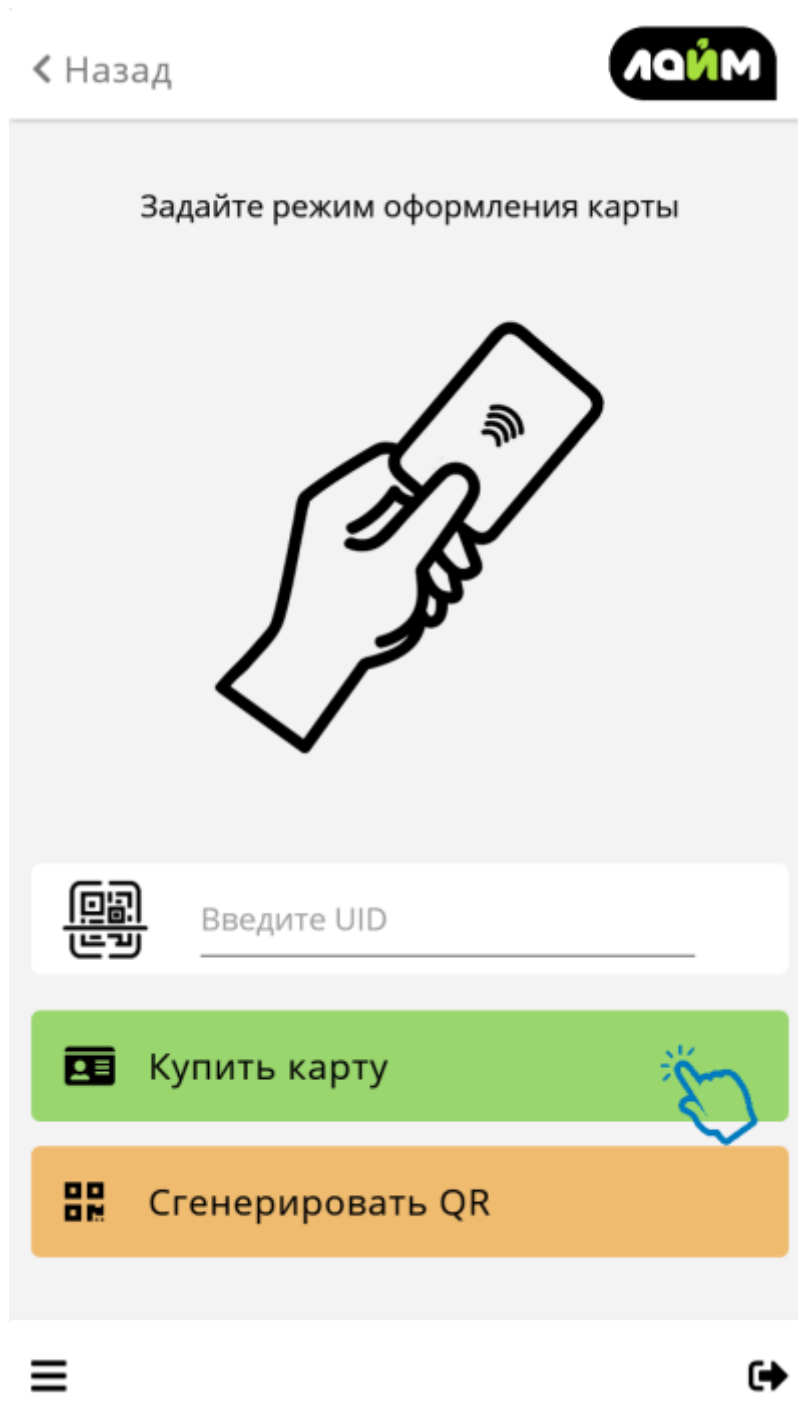 Назад
лайм
Задайте режим оформления карты
Введите UID
Купить карту
Сгенерировать QR